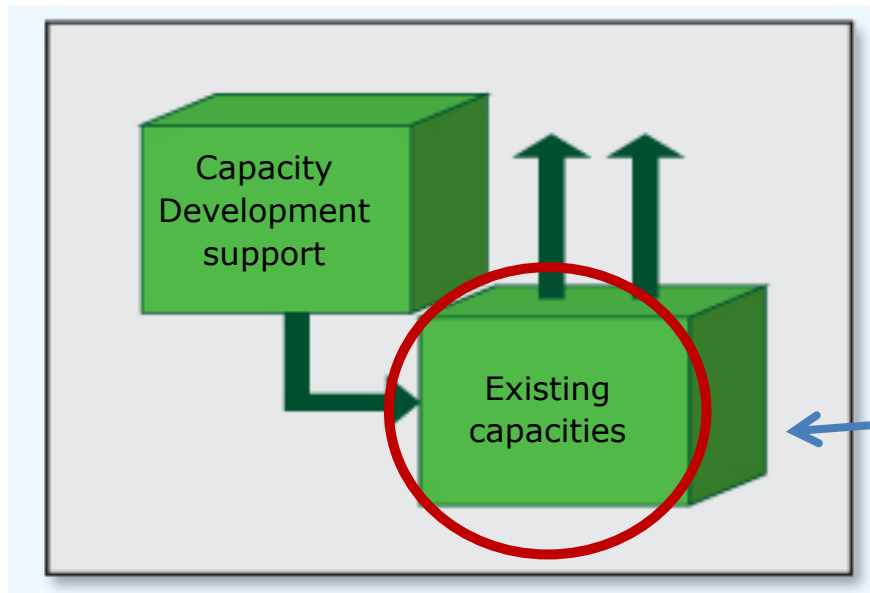 Capacity
Development
support
Existing
capacities